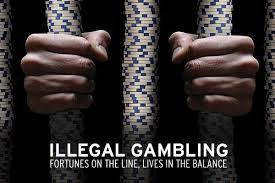 ILLEGAL GAMBLING
FORTUNES ON THE LINE, LIVES IN THE BALANCE